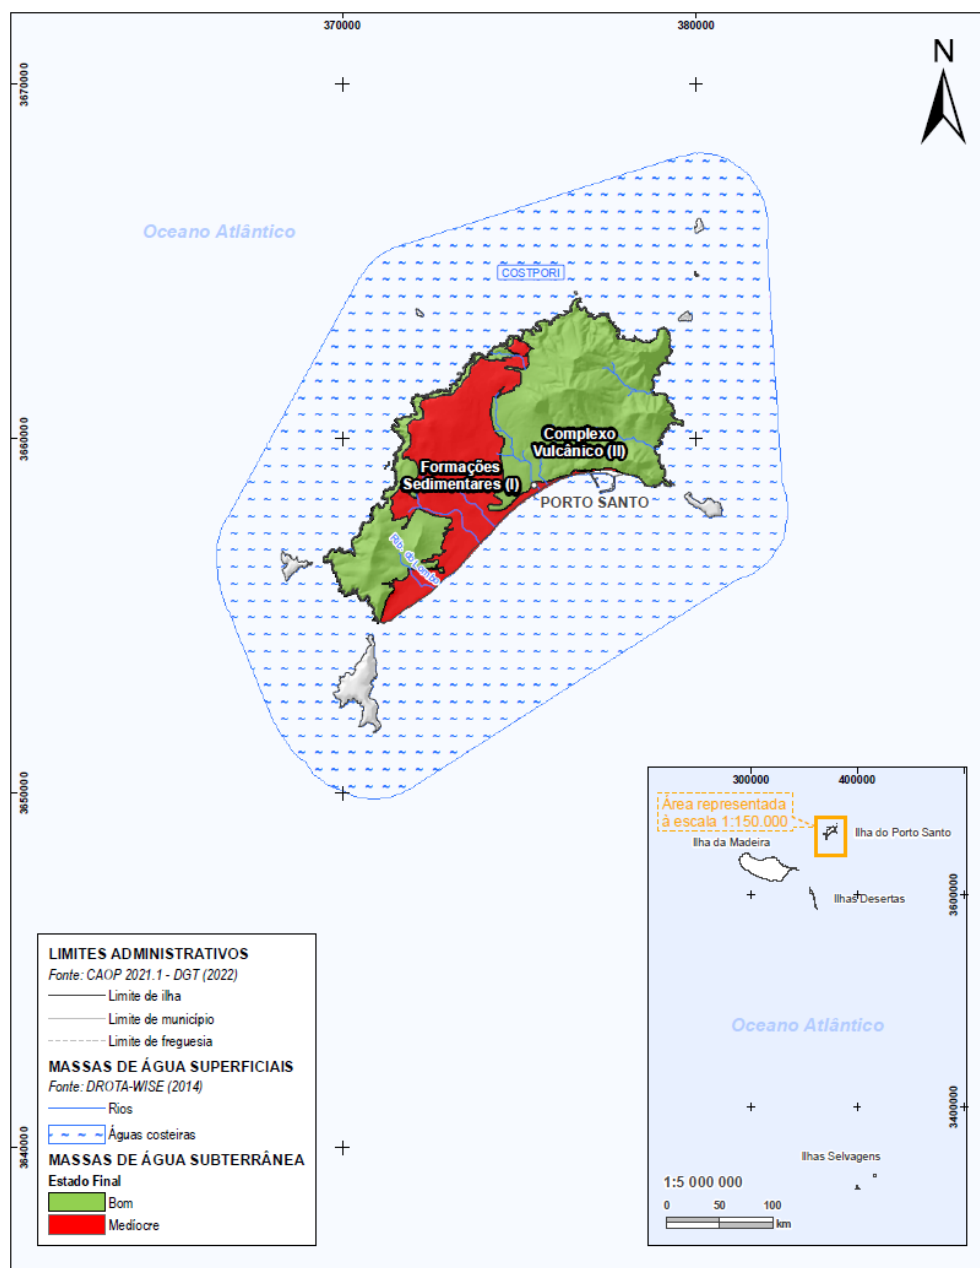 370000
380000
3670000
N
Oceano Atlântico
COSTPORI
3660000
Complexo
Vulcânico (II)
Formações
Sedimentares (I)
PORTO SANTO
Rib. do Lombo
3650000
300000
400000
Área representada
à escala 1:150.000
Ilha do Porto Santo
Ilha da Madeira
Ilhas Desertas
3600000
Oceano Atlântico
3400000
Ilhas Selvagens
1:5 000 000
0 50 100
km
3640000
LIMITES ADMINISTRATIVOS
Fonte: CAOP 2021.1 - DGT (2022)
Limite de ilha
Limite de município
Limite de freguesia
MASSAS DE ÁGUA SUPERFICIAIS
Fonte: DROTA-WISE (2014)
Rios
Águas costeiras
MASSAS DE ÁGUA SUBTERRÂNEA
Estado Final
Bom
Medíocre